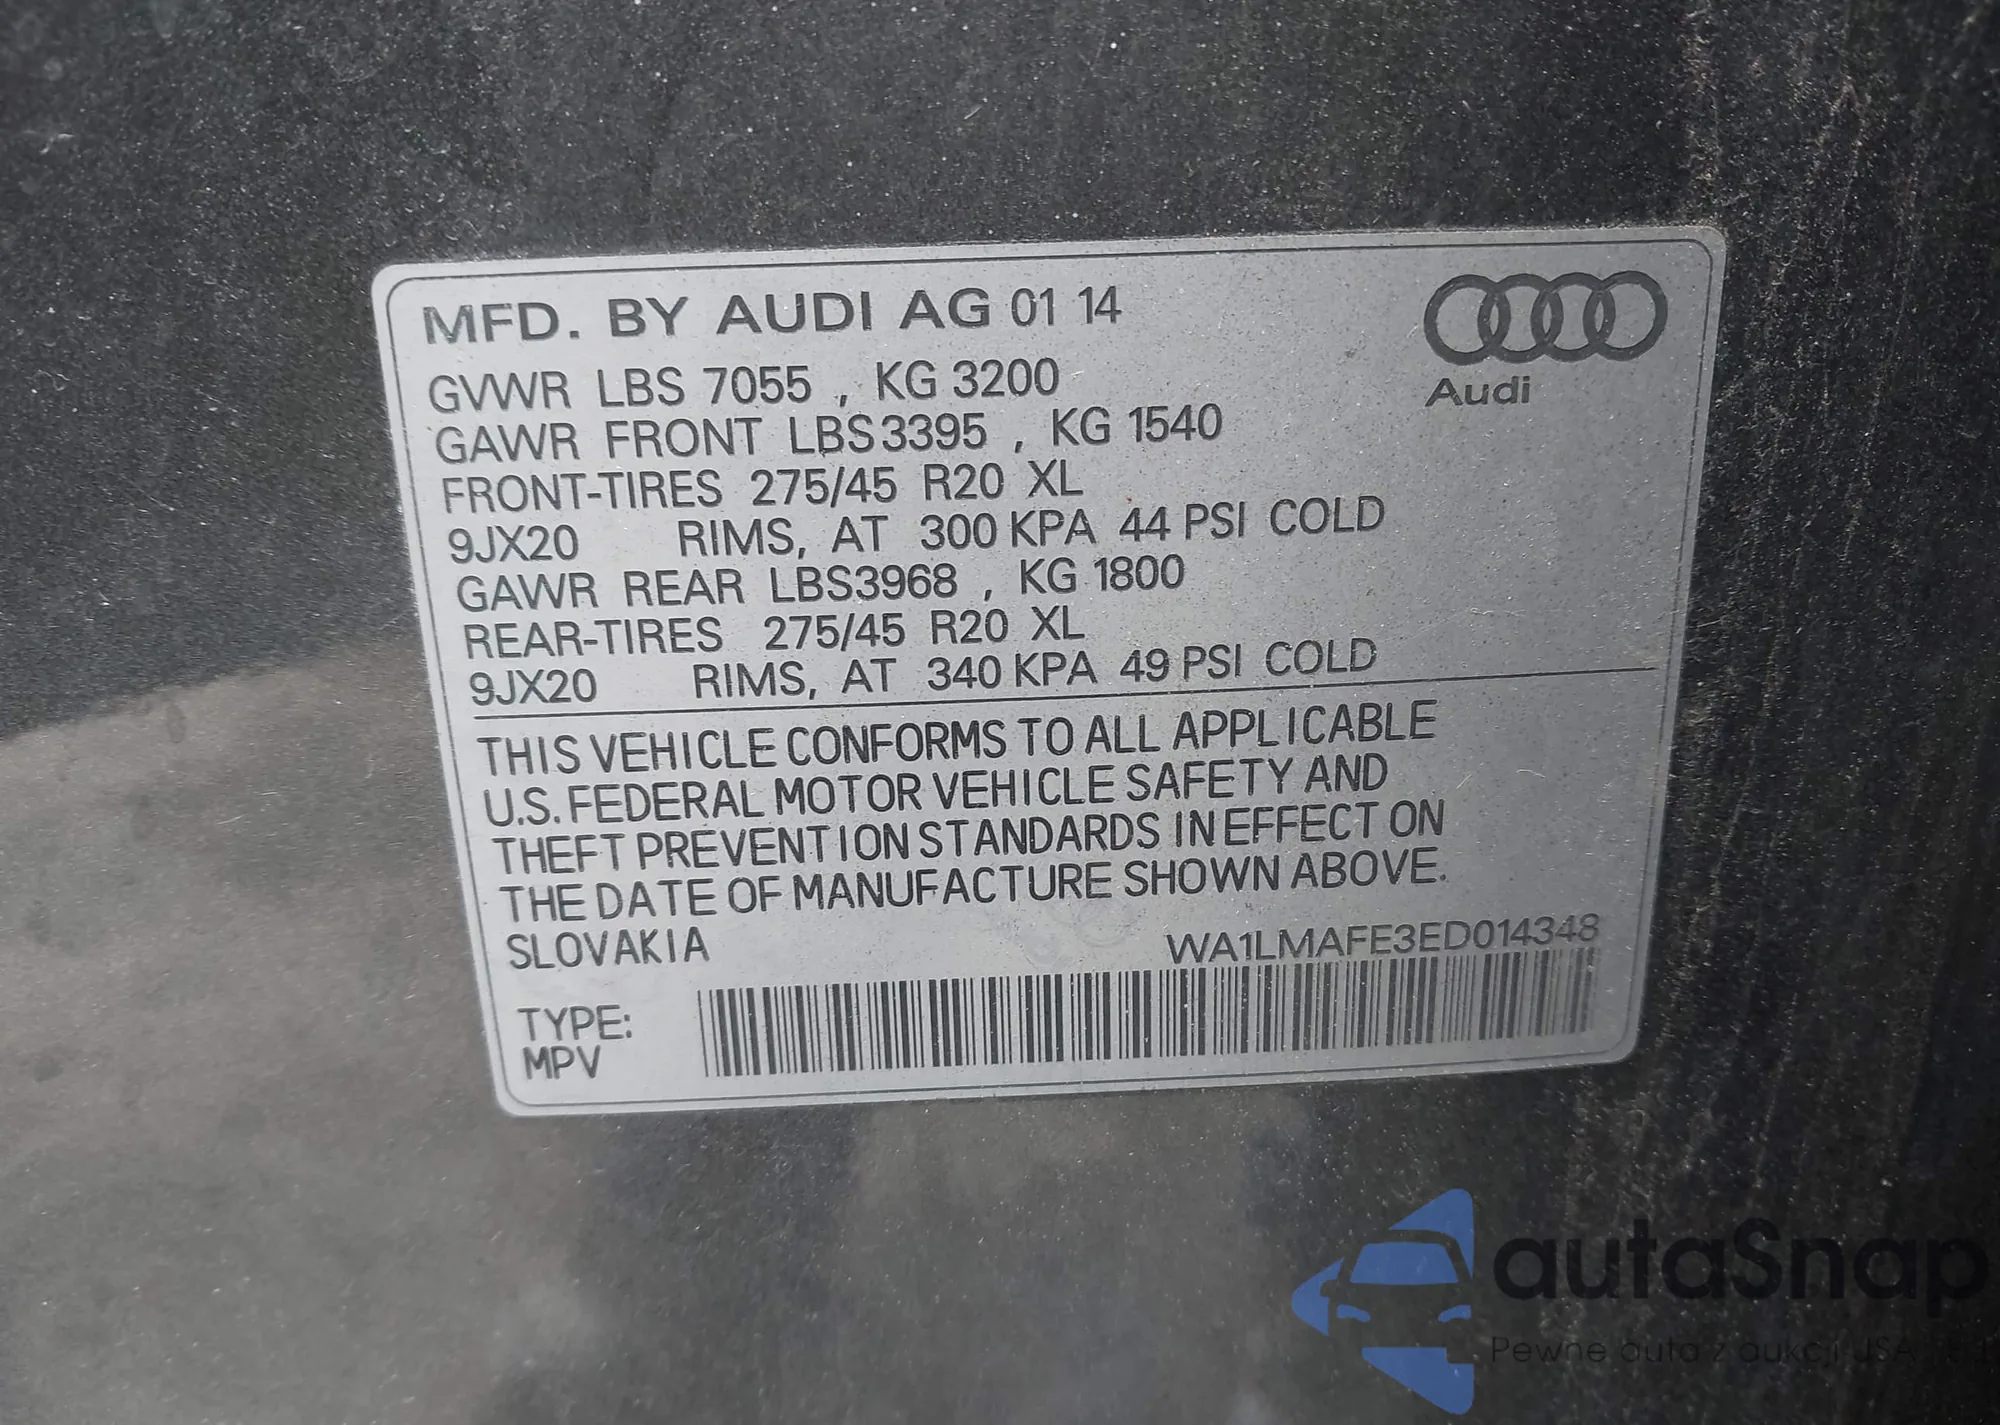 MFD. BY AUDI AG 01 14
Audi
GVWR LBS 7055 , KG 3200
GAWR FRONT LBS3395 , KG 1540
FRONT-TIRES 275/45 R20 XL
9JX20 RIMS, AT 300 KPA 44 PSI COLD
GAWR REAR LBS3968 , KG 1800
REAR-TIRES 275/45 R20 XL
9JX20 RIMS, AT 340 KPA 49 PSI COLD
THIS VEHICLE CONFORMS TO ALL APPLICABLE
U.S. FEDERAL MOTOR VEHICLE SAFETY AND
THEFT PREVENTION STANDARDS IN EFFECT ON
THE DATE OF MANUFACTURE SHOWN ABOVE.
SLOVAKIA WA1LMAFE3ED014348
TYPE:
MPV
autaSnap
Pewne auta z aukcji USA